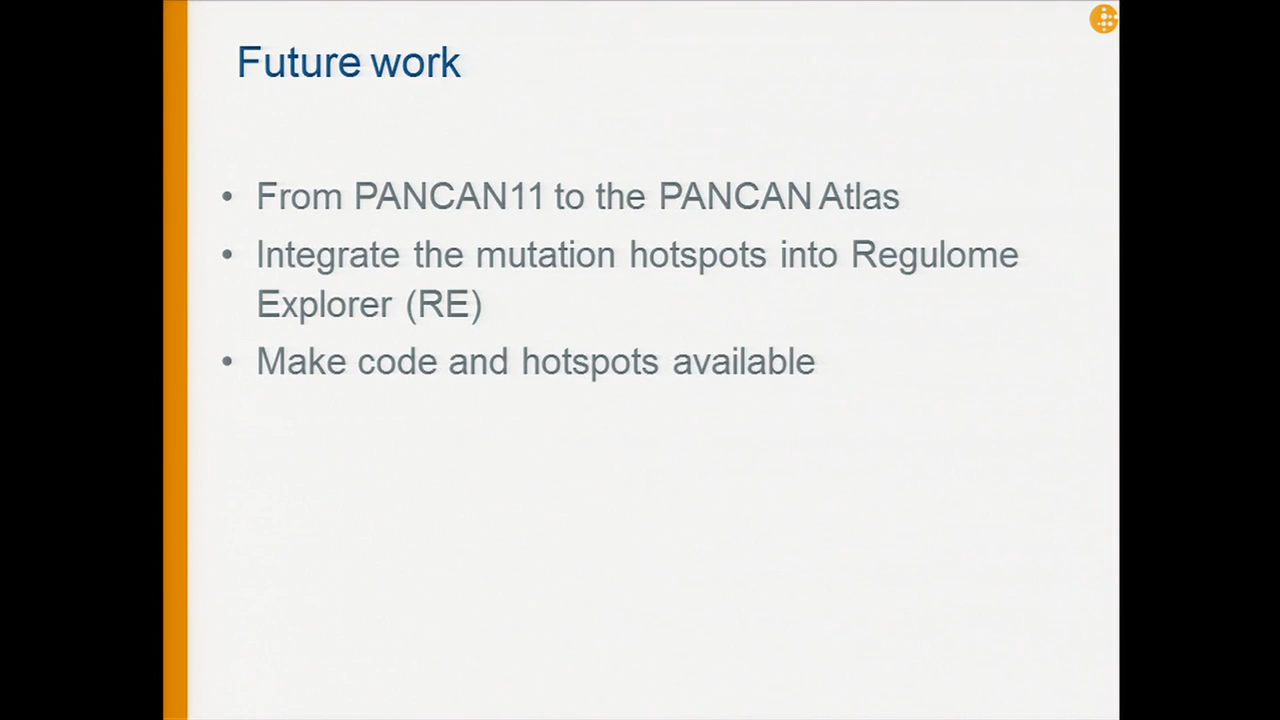 Future work
• From PANCAN11 to the PANCAN Atlas
• Integrate the mutation hotspots into Regulome
Explorer (RE)
• Make code and hotspots available